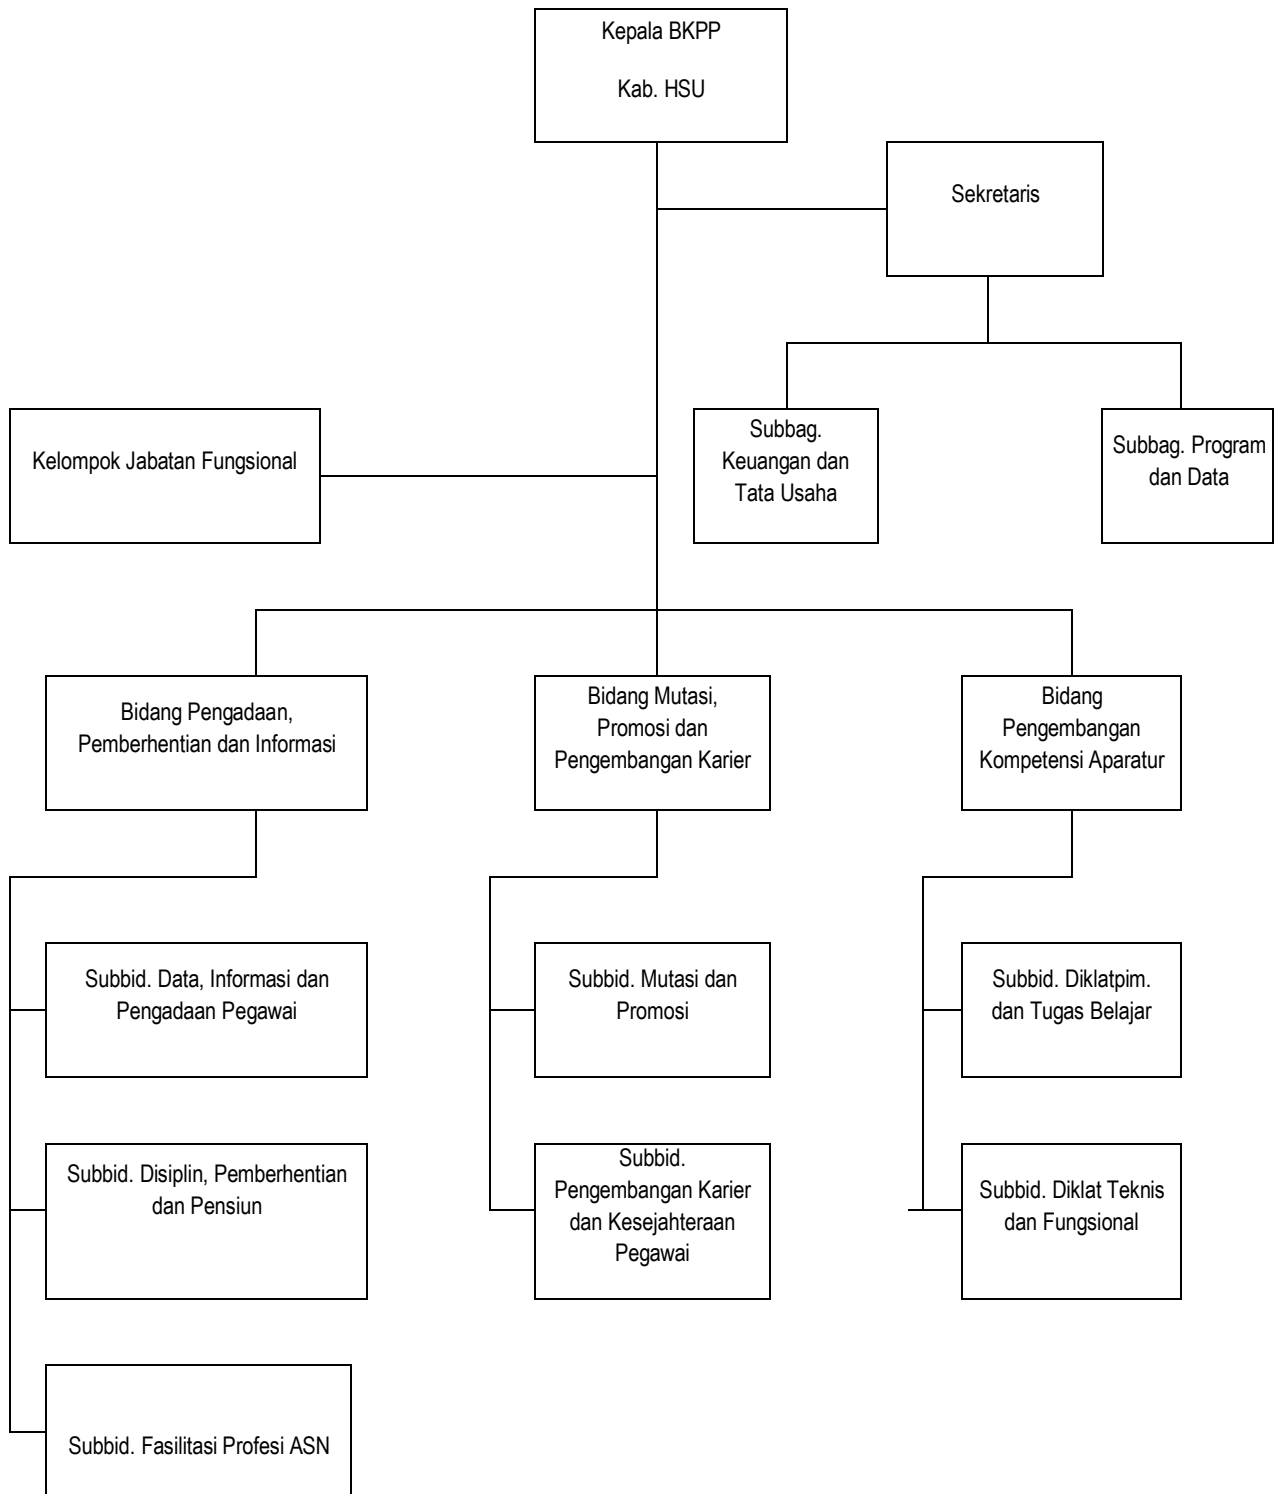 Kepala BKPP
Kab. HSU
Sekretaris
Kelompok Jabatan Fungsional
Subbag.
Keuangan dan
Tata Usaha
Subbag. Program
dan Data
Bidang Pengadaan,
Pemberhentian dan Informasi
Bidang Mutasi,
Promosi dan
Pengembangan Karier
Bidang
Pengembangan
Kompetensi Aparatur
Subbid. Data, Informasi dan
Pengadaan Pegawai
Subbid. Mutasi dan
Promosi
Subbid. Diklatpim.
dan Tugas Belajar
Subbid. Disiplin, Pemberhentian
dan Pensiun
Subbid.
Pengembangan Karier
dan Kesejahteraan
Pegawai
Subbid. Diklat Teknis
dan Fungsional
Subbid. Fasilitasi Profesi ASN